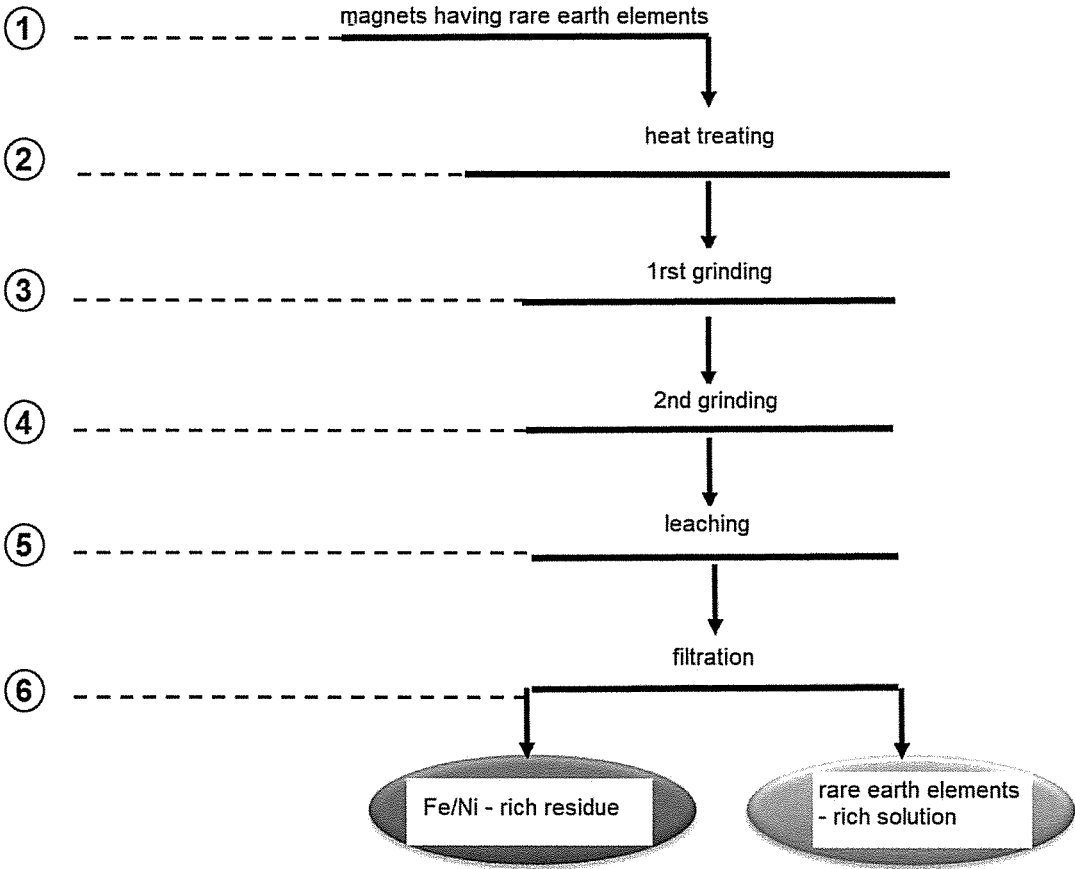 1
magnets having rare earth elements
2
heat treating
3
1rst grinding
4
2nd grinding
5
leaching
6
filtration
Fe/Ni - rich residue
rare earth elements
- rich solution